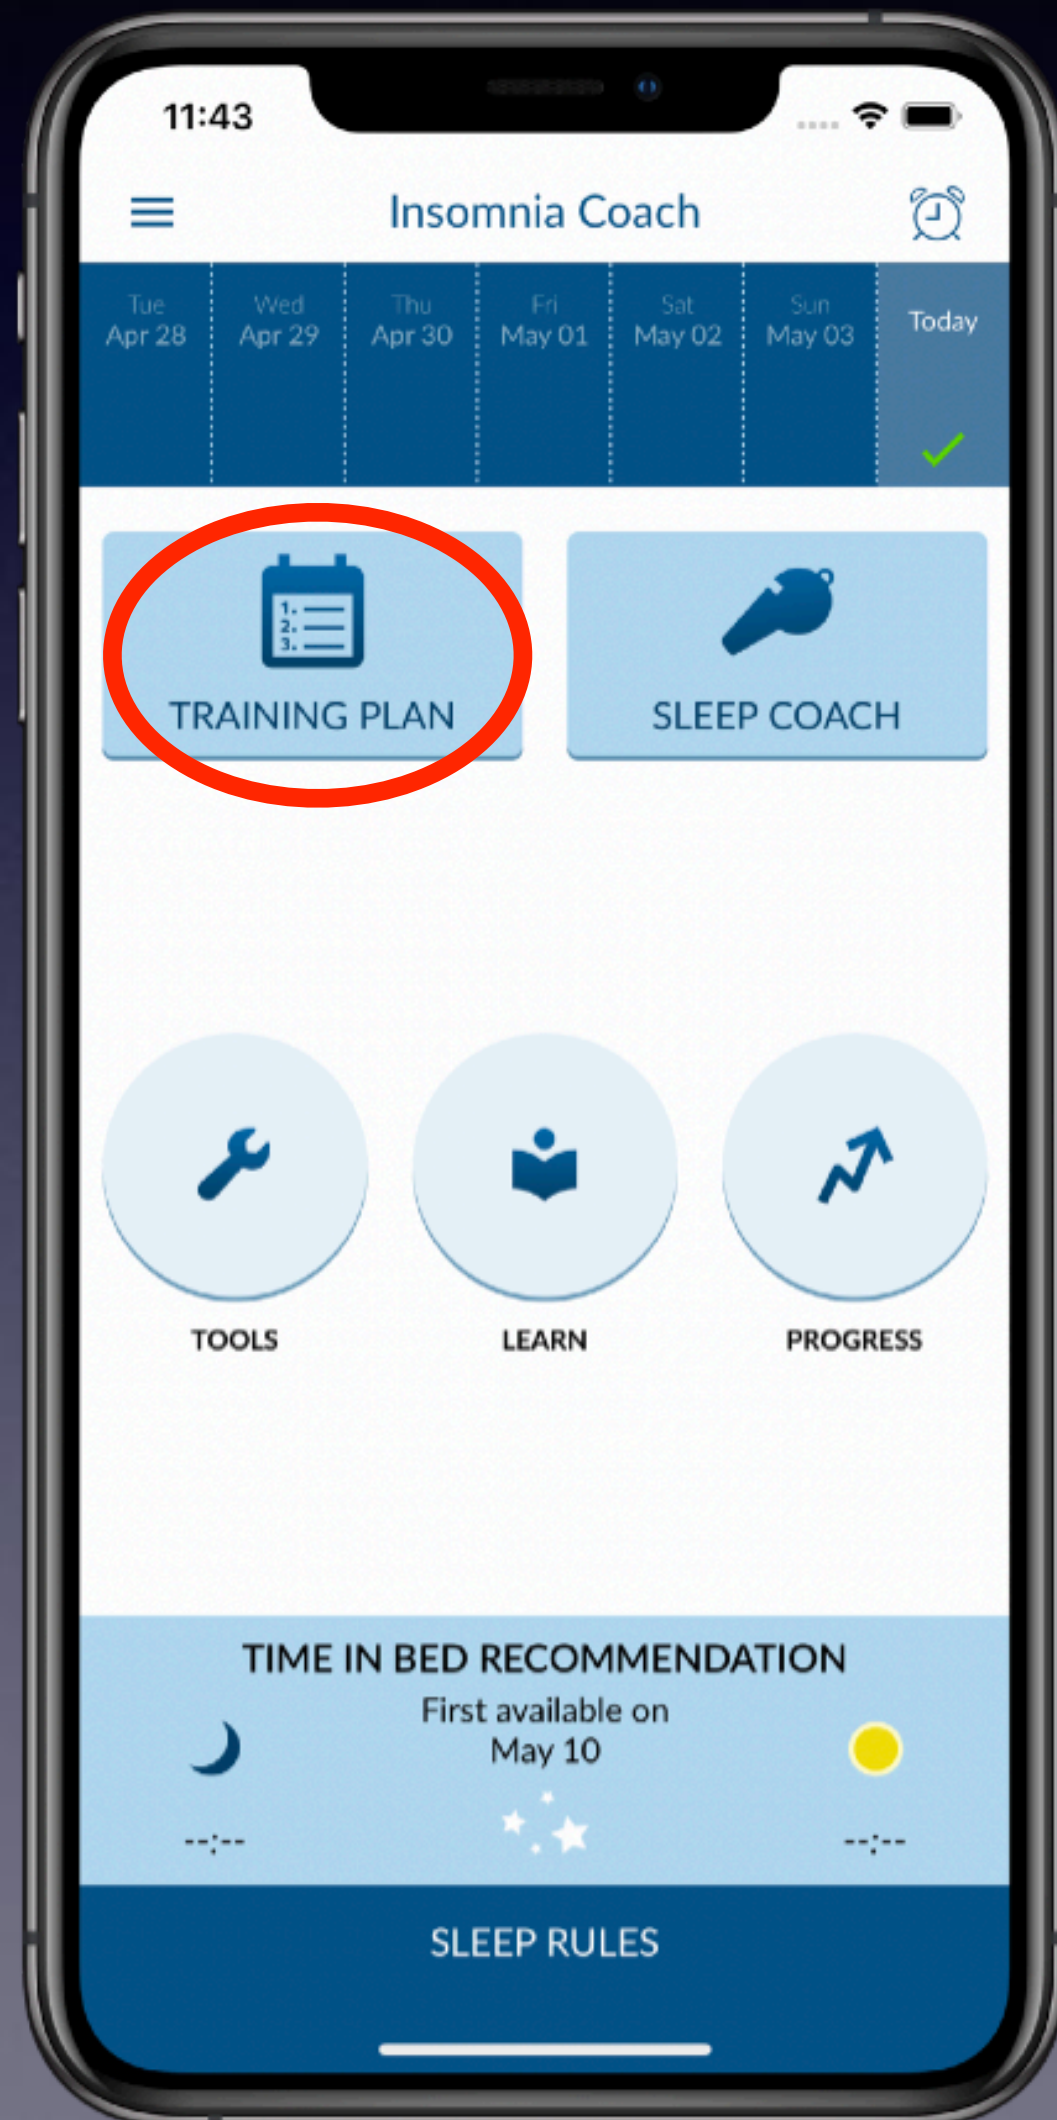 11:43
Insomnia Coach
Tue
Apr 28
Wed
Apr 29
Thu
Apr 30
Fri
May 01
Sat
May 02
Sun
May 03
Today
1.
2.
3.
TRAINING PLAN
SLEEP COACH
TOOLS
LEARN
PROGRESS
TIME IN BED RECOMMENDATION
First available on
May 10
--:--
--:--
SLEEP RULES